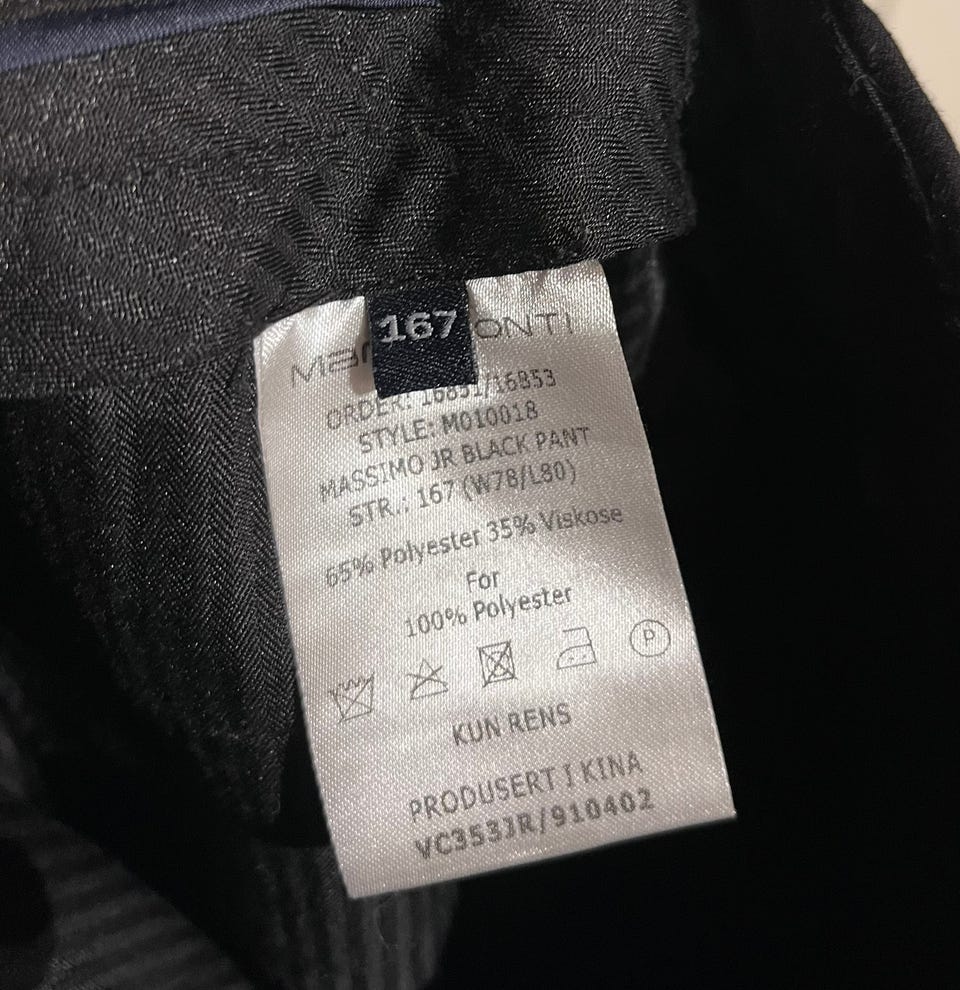 167
ORDER: 16851/16853
STYLE: M010018
MASSIMO JR BLACK PANT
STR.: 167 (W78/L80)
65% Polyester 35% Viskose
For
100% Polyester
P
KUN RENS
PRODUSERT I KINA
VC353JR/910402